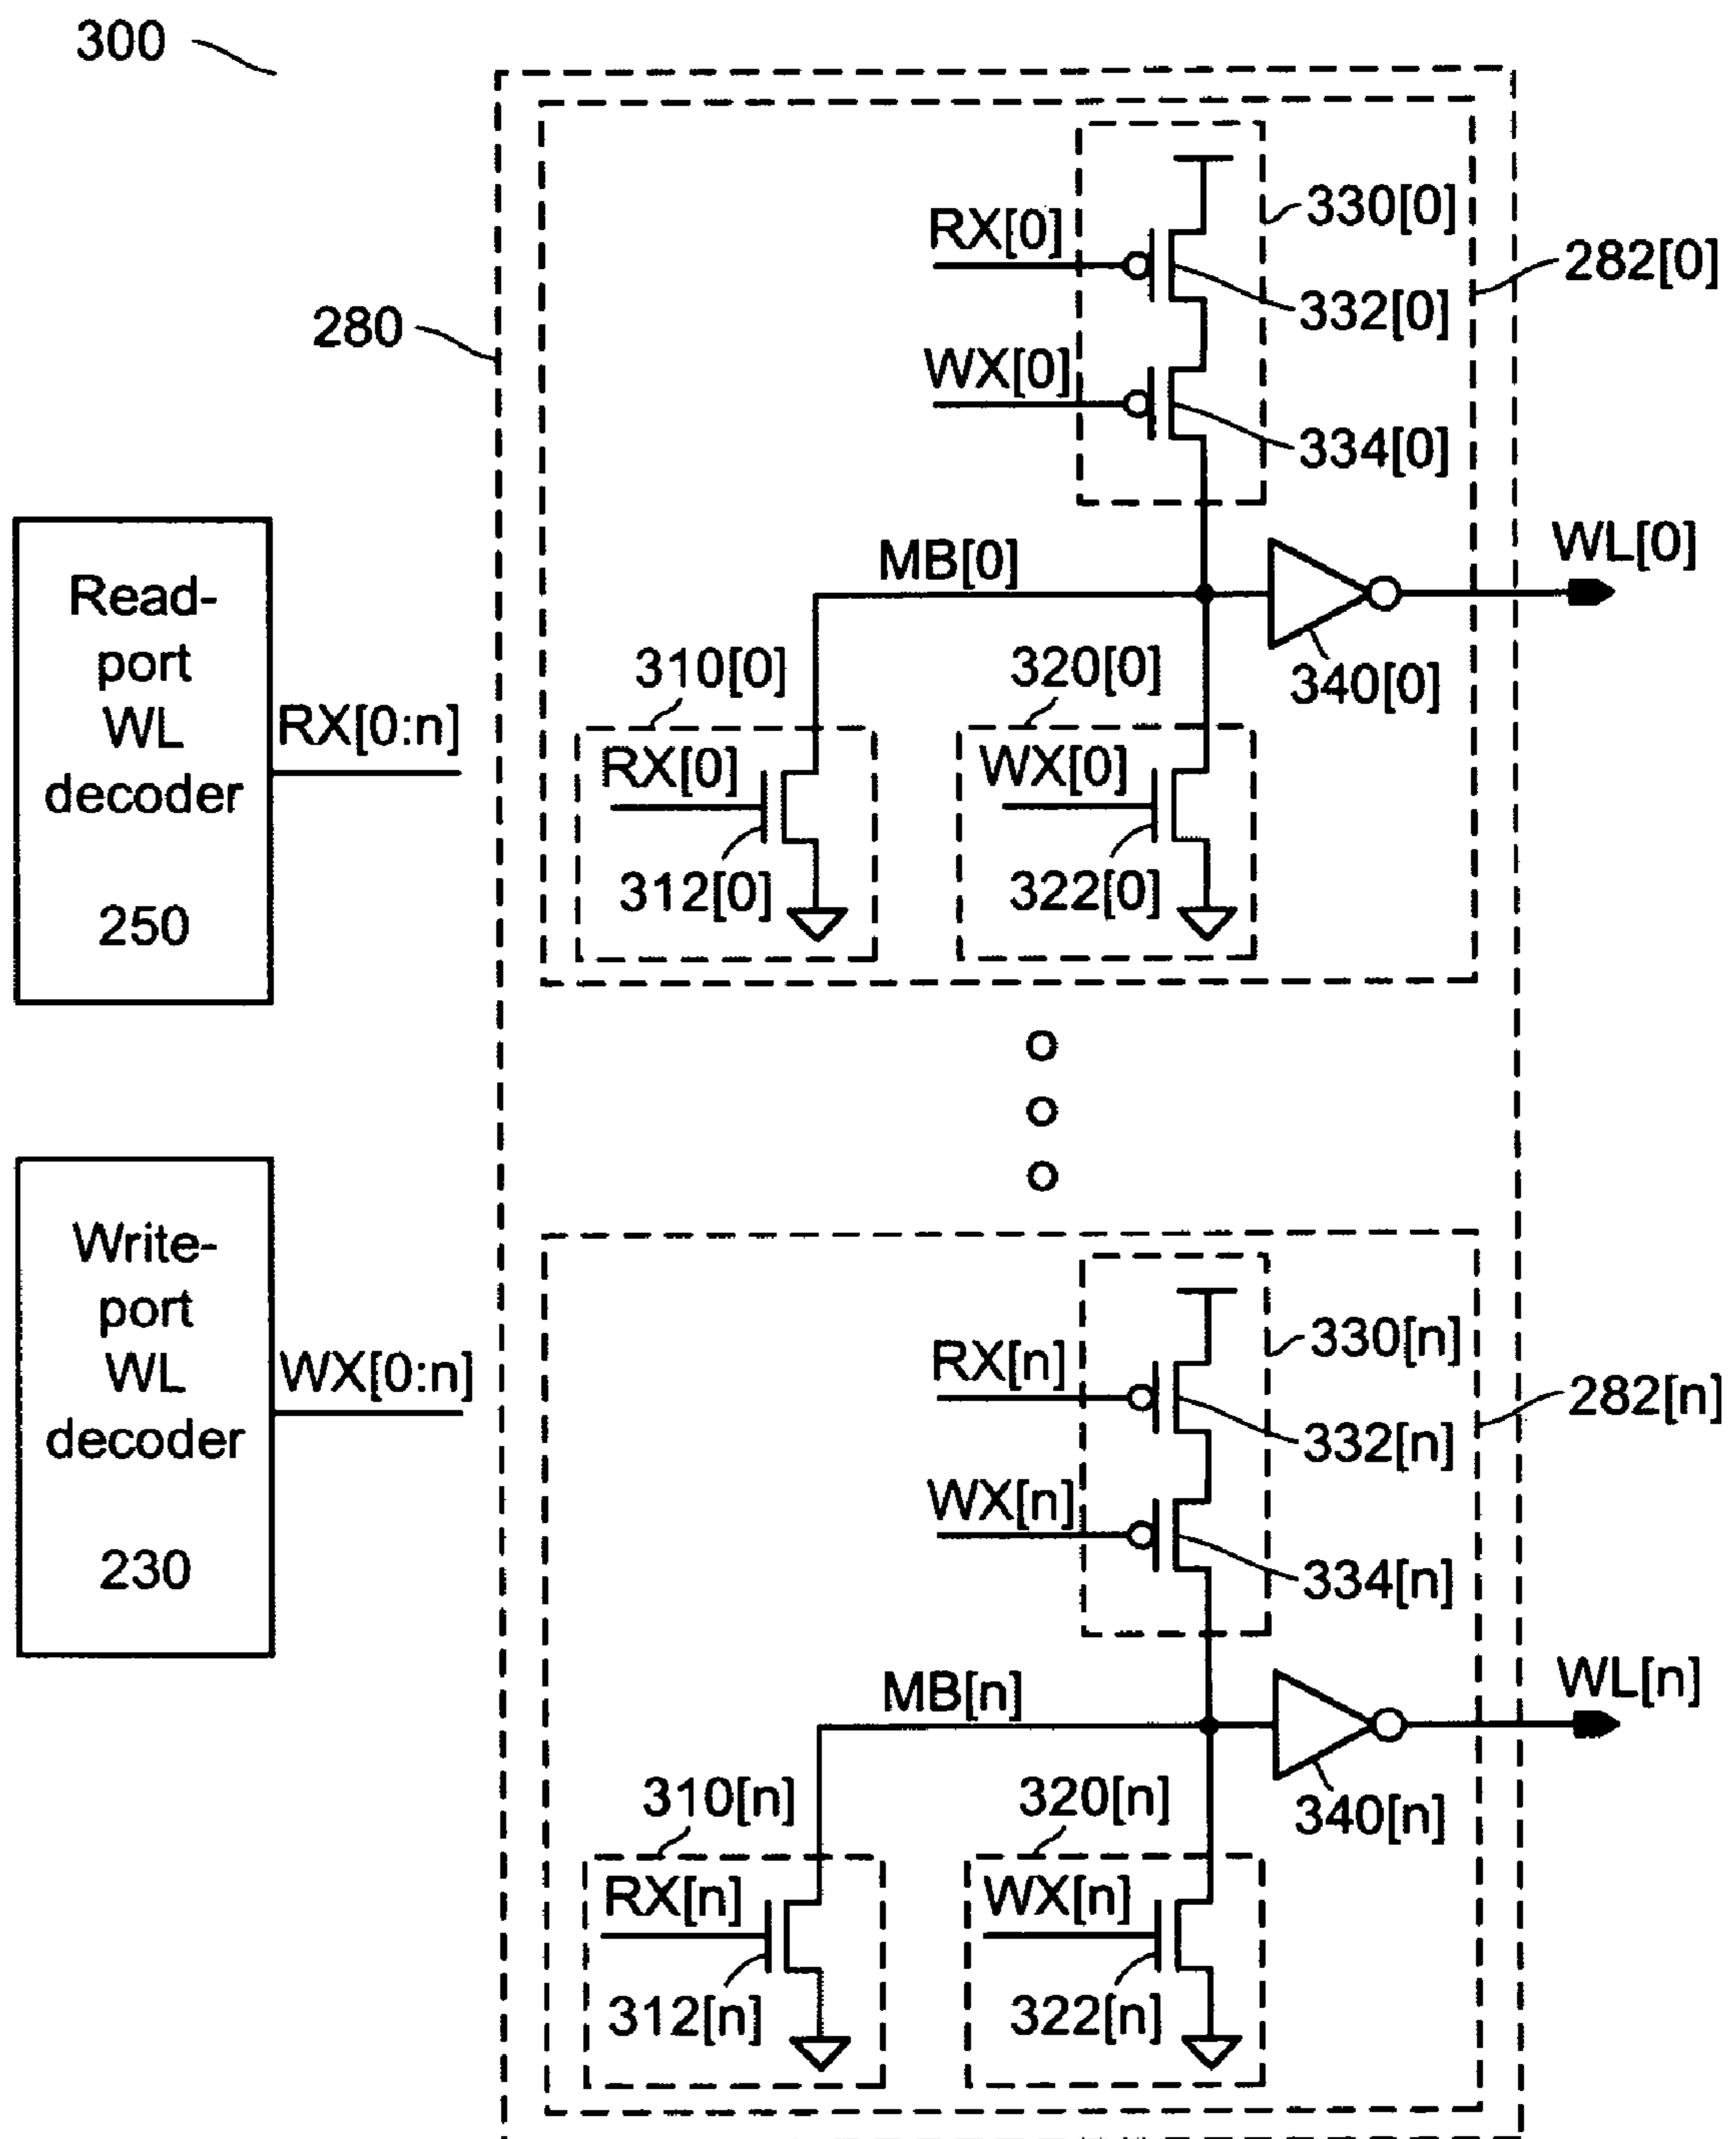 300
330[0]
RX[0]
282[0]
332[0]
280
WX[0]
334[0]
WL[0]
MB[0]
Read-
port
WL
decoder
250
RX[0:n]
310[0]
320[0]
340[0]
RX[0]
WX[0]
312[0]
322[0]
Write-
port
WL
decoder
230
WX[0:n]
330[n]
RX[n]
282[n]
332[n]
WX[n]
334[n]
WL[n]
MB[n]
310[n]
320[n]
340[n]
RX[n]
WX[n]
312[n]
322[n]